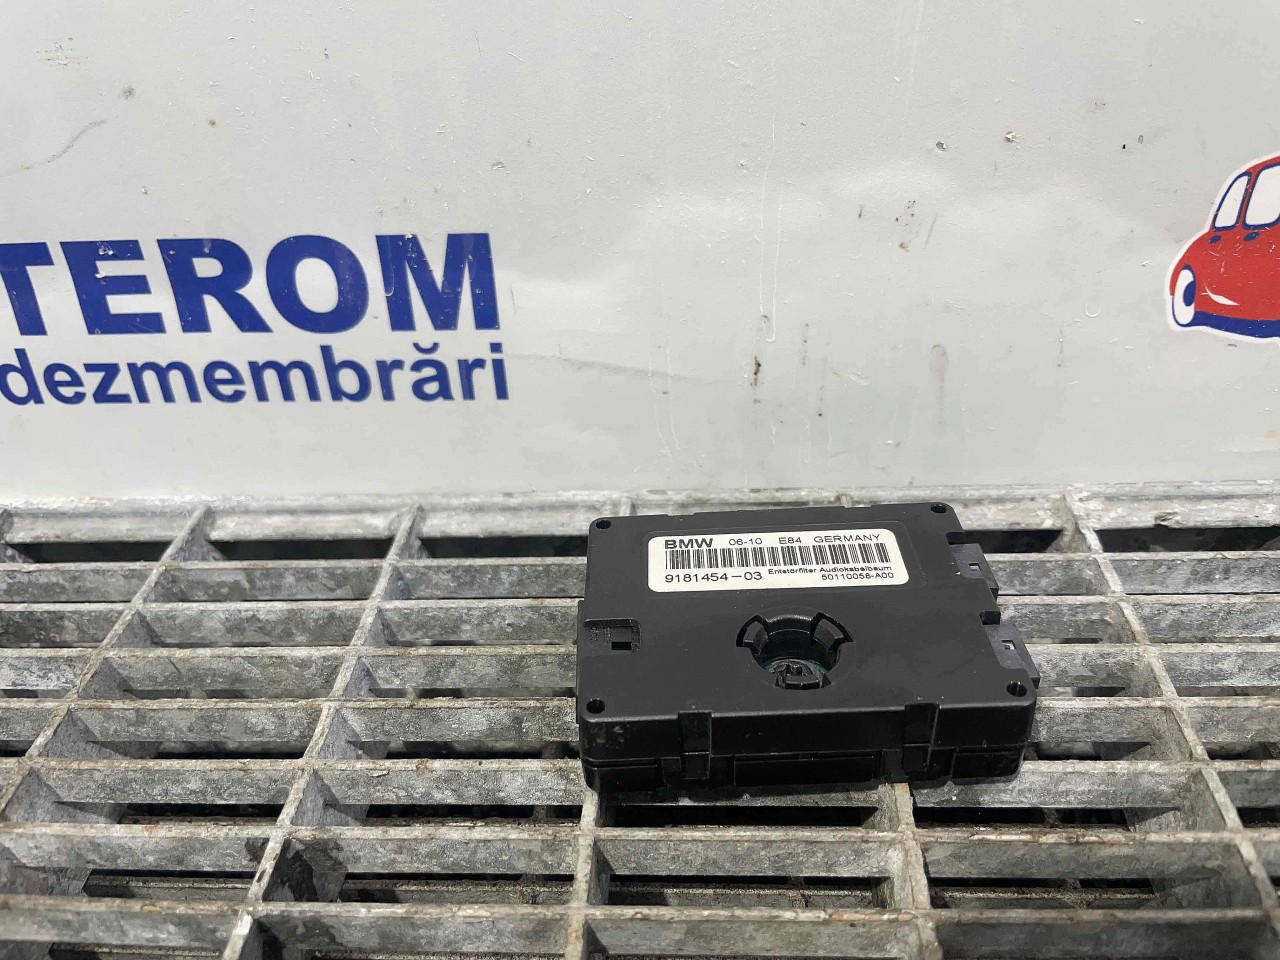 TEROM
dezmembrări
BMW 06-10 E84 GERMANY
9181454-03 Entstörfilter Audiokabelbaum
50110058-A00